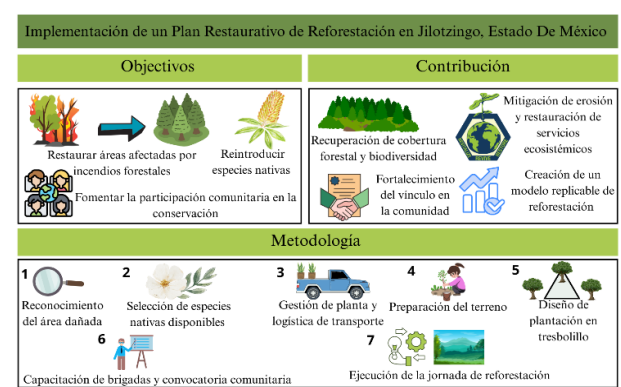 Implementación de un Plan Restaurativo de Reforestación en Jilotzingo, Estado De México
Objectivos
Restaurar áreas afectadas por
incendios forestales
Reintroducir
especies nativas
Fomentar la participación comunitaria en la
conservación
Contribución
Recuperación de cobertura
forestal y biodiversidad
Mitigación de erosión
y restauración de
servicios
ecosistémicos
Fortalecimiento
del vínculo en
la comunidad
Creación de un
modelo replicable de
reforestación
Metodología
1
Reconocimiento
del área dañada
2
Selección de especies
nativas disponibles
3
Gestión de planta y
logística de transporte
4
Preparación del terreno
5
Diseño de
plantación en
tresbolillo
6
Capacitación de brigadas y convocatoria comunitaria
7
Ejecución de la jornada de reforestación